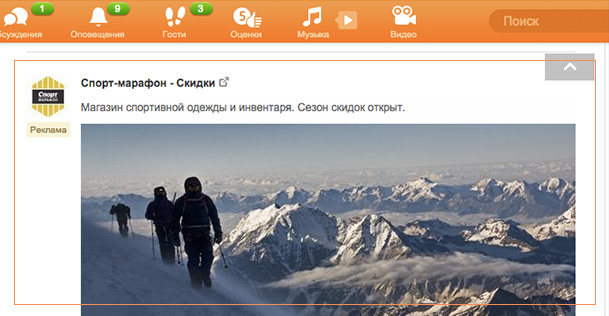 1
9
3
5
бсуждения
Оповещения
Гости
Оценки
Музыка
Видео
Поиск
Спорт-марафон - Скидки
Спорт
МАРАФОН
Магазин спортивной одежды и инвентаря. Сезон скидок открыт.
Реклама